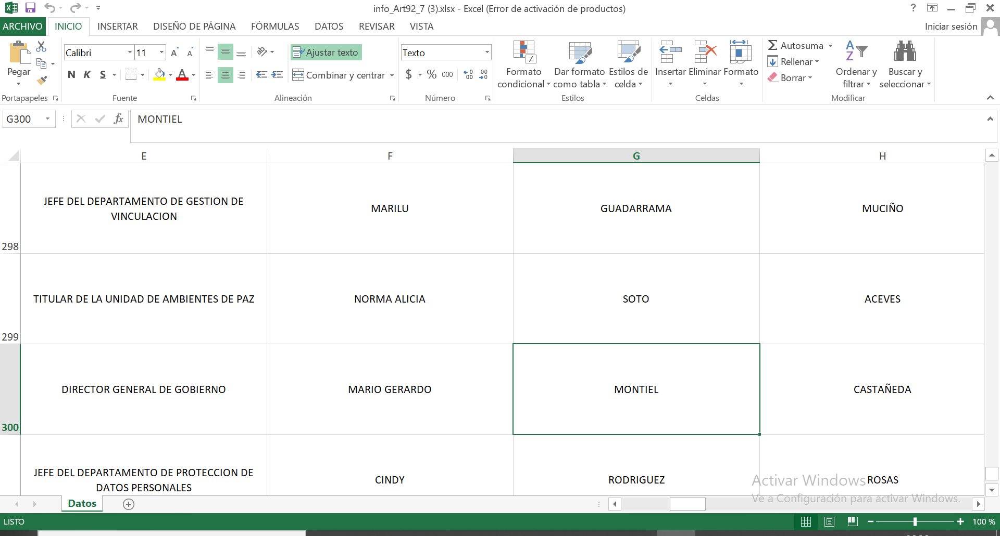 info_Art92_7 (3).xlsx - Excel (Error de activación de productos)
ARCHIVO INICIO INSERTAR DISEÑO DE PÁGINA FÓRMULAS DATOS REVISAR VISTA Iniciar sesión
Pegar
Portapapeles
Calibri 11
N K S
Fuente
Ajustar texto
Combinar y centrar
Alineación
Texto
$ % 000
Número
Formato condicional
Dar formato como tabla
Estilos de celda
Estilos
Insertar Eliminar Formato
Celdas
Autosuma
Rellenar
Borrar
Ordenar y filtrar
Buscar y seleccionar
Modificar
G300 fx MONTIEL
E F G H
298 JEFE DEL DEPARTAMENTO DE GESTION DE VINCULACION MARILU GUADARRAMA MUCIÑO
299 TITULAR DE LA UNIDAD DE AMBIENTES DE PAZ NORMA ALICIA SOTO ACEVES
300 DIRECTOR GENERAL DE GOBIERNO MARIO GERARDO MONTIEL CASTAÑEDA
JEFE DEL DEPARTAMENTO DE PROTECCION DE DATOS PERSONALES CINDY RODRIGUEZ ROSAS
Activar Windows
Ve a Configuración para activar Windows.
Datos
LISTO 100 %